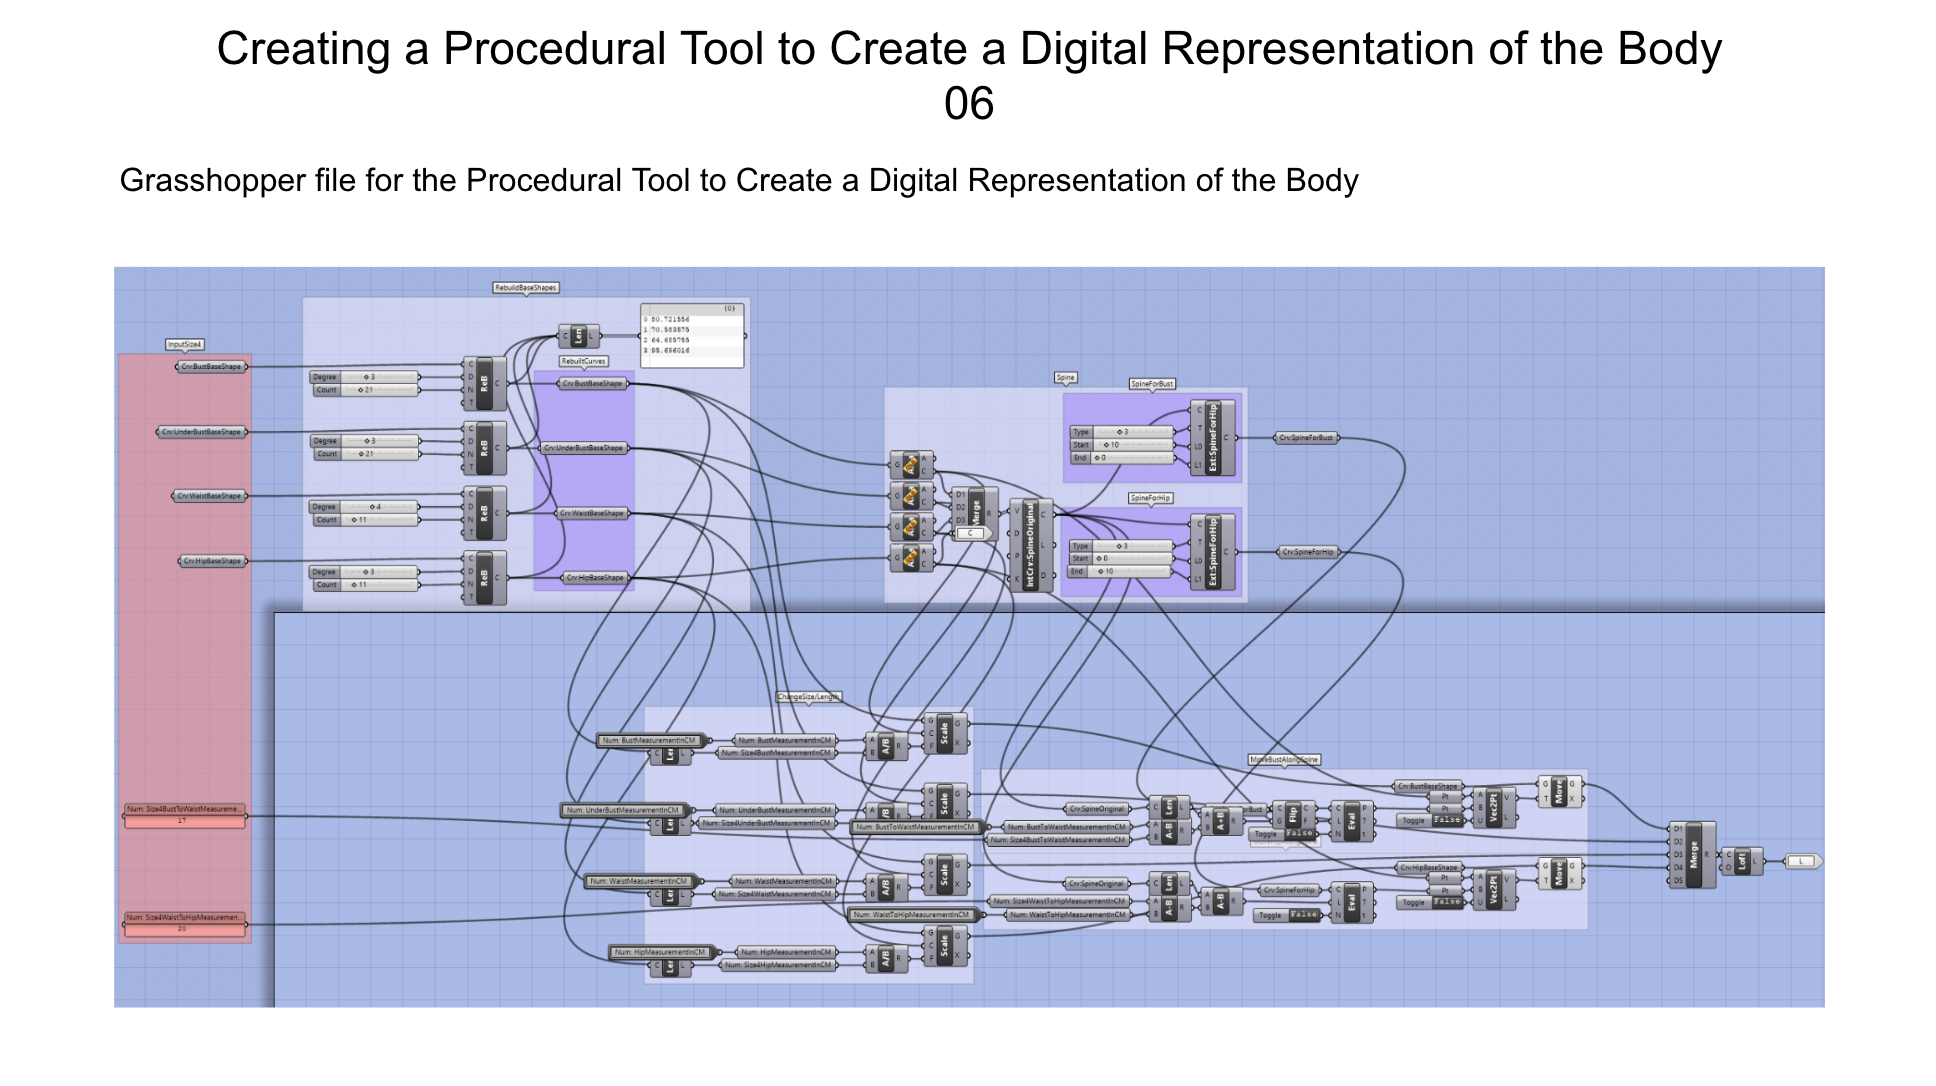 Creating a Procedural Tool to Create a Digital Representation of the Body
06
Grasshopper file for the Procedural Tool to Create a Digital Representation of the Body
RebuildBaseShapes
InputSize4
Crv:BustBaseShape
Crv:UnderBustBaseShape
Crv:WaistBaseShape
Crv:HipBaseShape
Degree 3
Count 21
Degree 3
Count 21
Degree 4
Count 11
Degree 3
Count 11
ReB
ReB
ReB
ReB
Len
{0}
0 80.721556
1 70.583575
3 95.696016
RebuiltCurves
Crv:BustBaseShape
Crv:UnderBustBaseShape
Crv:WaistBaseShape
Crv:HipBaseShape
Spine
SpineForBust
Type 3
Start 10
End 0
Ext:SpineForHip
Crv:SpineForBust
Merge
IntCrv:SpineOriginal
SpineForHip
Type 3
Start 0
End 10
Ext:SpineForHip
Crv:SpineForHip
ChangeSize/Length
Num: BustMeasurementInCM
Num: BustMeasurementInCM
Num: Size4BustMeasurementInCM
A/B
Scale
Num: UnderBustMeasurementInCM
Num: UnderBustMeasurementInCM
Num: Size4UnderBustMeasurementInCM
Scale
Num: WaistMeasurementInCM
Num: WaistMeasurementInCM
Num: Size4WaistMeasurementInCM
A/B
Scale
Num: HipMeasurementInCM
Num: HipMeasurementInCM
Num: Size4HipMeasurementInCM
A/B
Scale
Num: Size4BustToWaistMeasureme...
17
Num: Size4WaistToHipMeasuremen...
20
MoveBustAlongSpine
Crv:SpineOriginal
Num: BustToWaistMeasurementInCM
Num: BustToWaistMeasurementInCM
Num: Size4BustToWaistMeasurementInCM
Len
A-B
A+B
Flip
Toggle False
Eval
Crv:BustBaseShape
Pt
Pt
Toggle False
Vec2Pt
Move
Crv:SpineOriginal
Num: Size4WaistToHipMeasurementInCM
Num: WaistToHipMeasurementInCM
Num: WaistToHipMeasurementInCM
Len
A-B
A-B
Crv:SpineForHip
Toggle False
Eval
Crv:HipBaseShape
Pt
Pt
Toggle False
Vec2Pt
Move
Merge
Loft
L